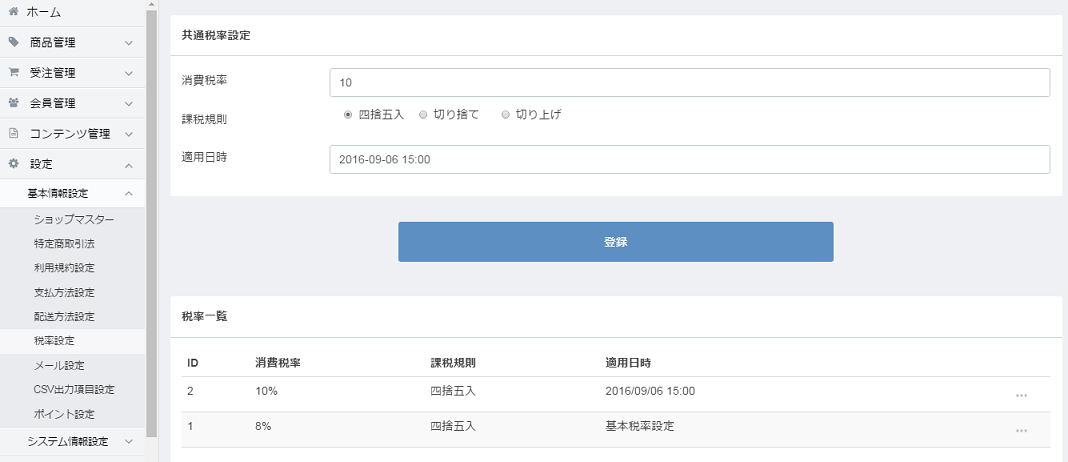 ホーム
商品管理
受注管理
会員管理
コンテンツ管理
設定
基本情報設定
ショップマスター
特定商取引法
利用規約設定
支払方法設定
配送方法設定
税率設定
メール設定
CSV出力項目設定
ポイント設定
システム情報設定
共通税率設定
消費税率 10
課税規則 四捨五入 切り捨て 切り上げ
適用日時 2016-09-06 15:00
登録
税率一覧
ID 消費税率 課税規則 適用日時
2 10% 四捨五入 2016/09/06 15:00 ...
1 8% 四捨五入 基本税率設定 ...